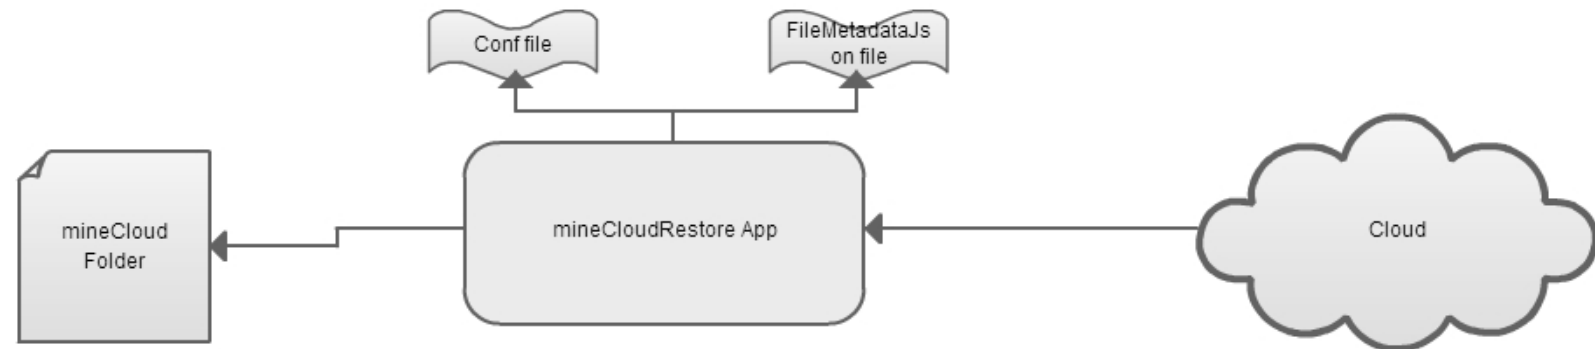 Conf file
FileMetadataJs
on file
mineCloud
Folder
mineCloudRestore App
Cloud